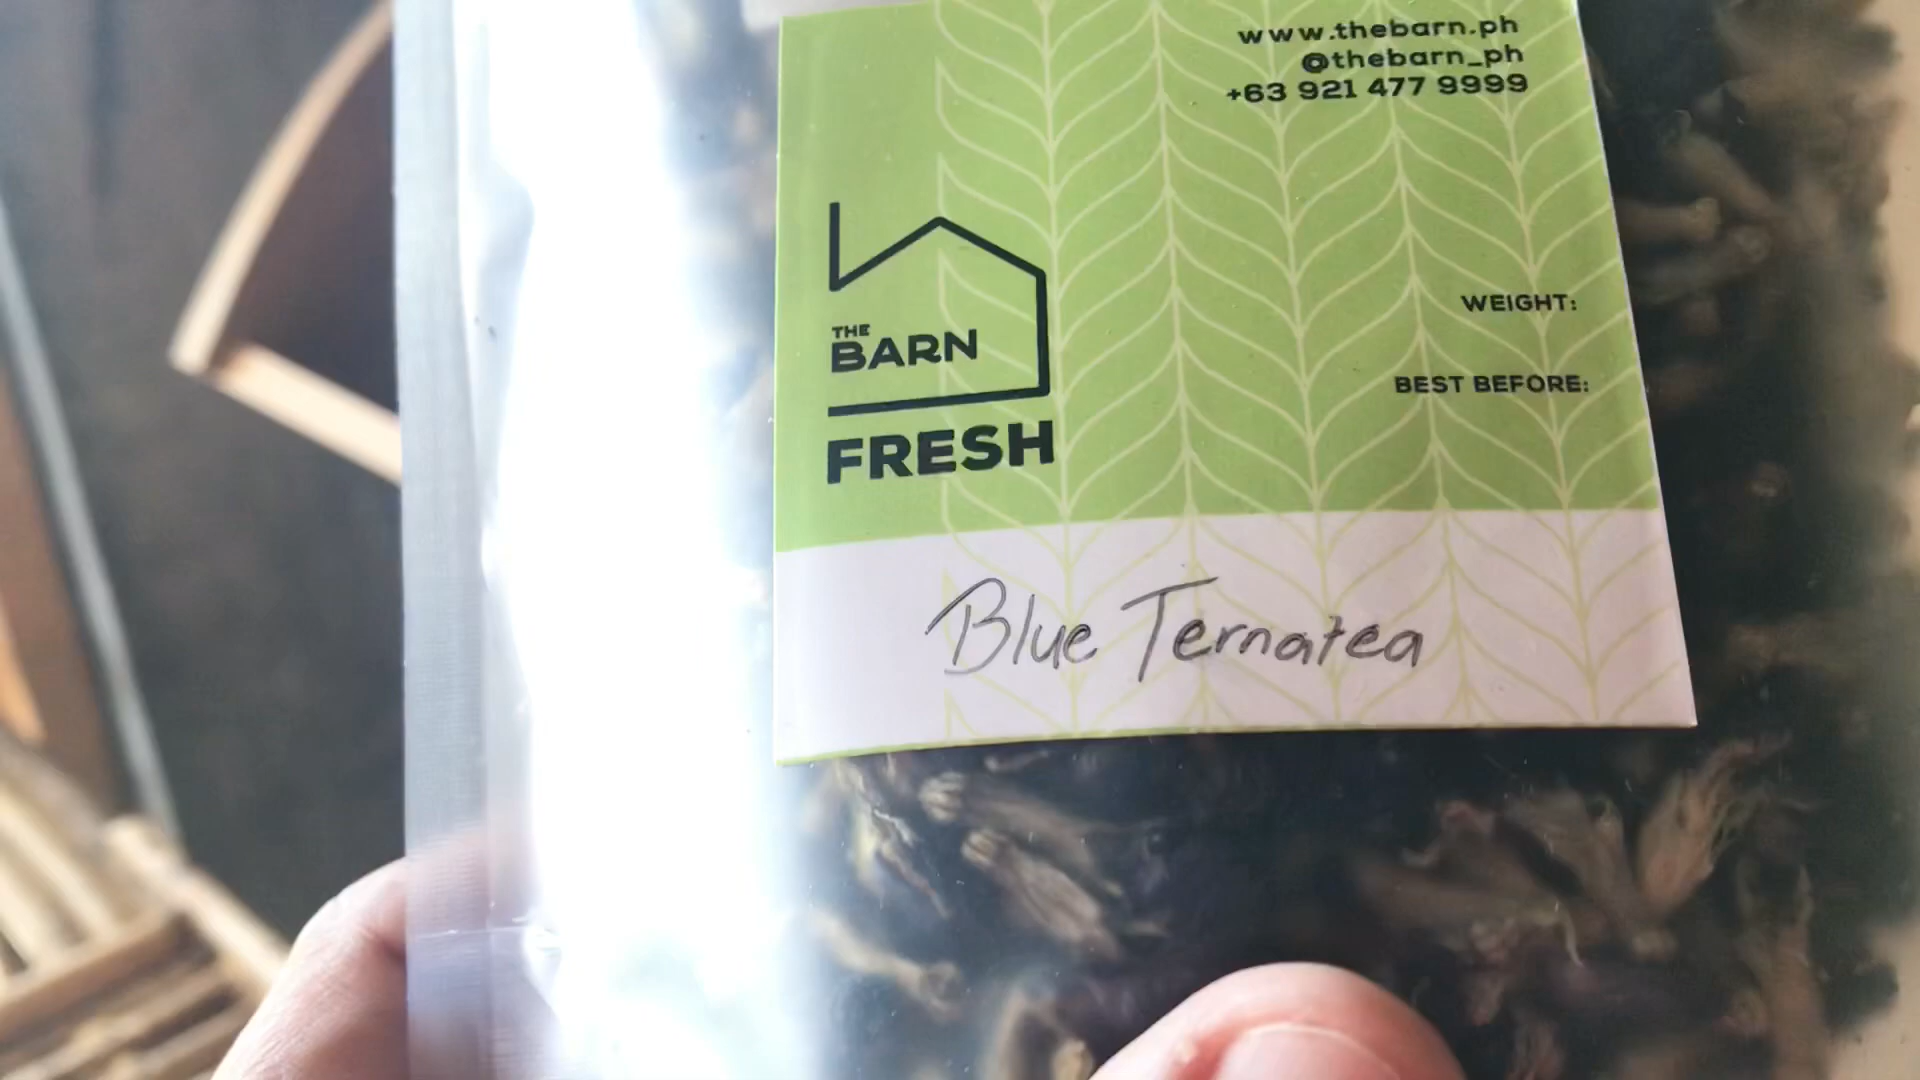 www.thebarn.ph
@thebarn_ph
+63 921 477 9999
THE
BARN
FRESH
WEIGHT:
BEST BEFORE:
Blue Ternatea